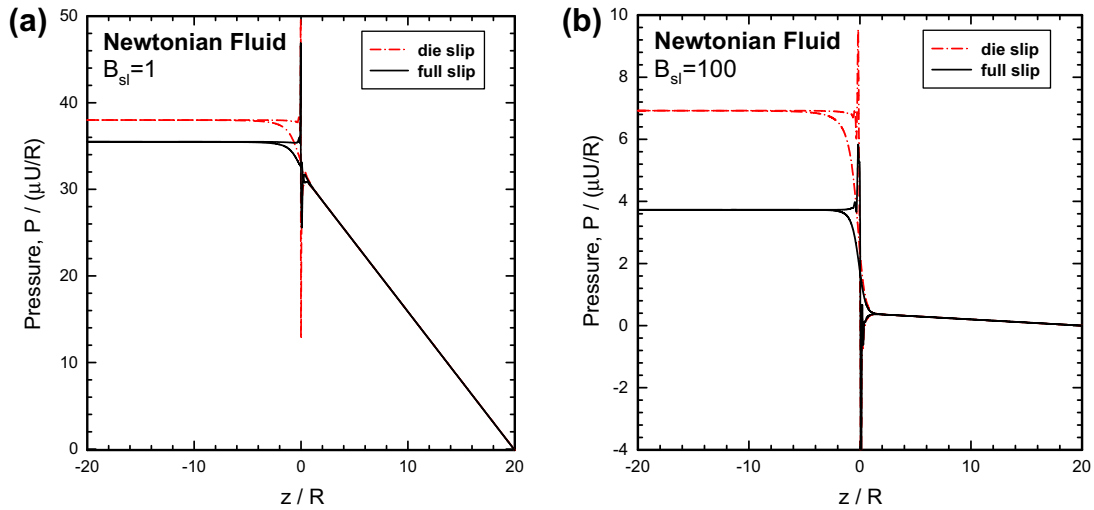 (a)
Newtonian Fluid
B_sl=1
die slip
full slip
Pressure, P / (μU/R)
50
40
30
20
10
0
-20
-10
0
10
20
z / R
(b)
Newtonian Fluid
B_sl=100
die slip
full slip
Pressure, P / (μU/R)
10
8
6
4
2
0
-2
-4
-20
-10
0
10
20
z / R